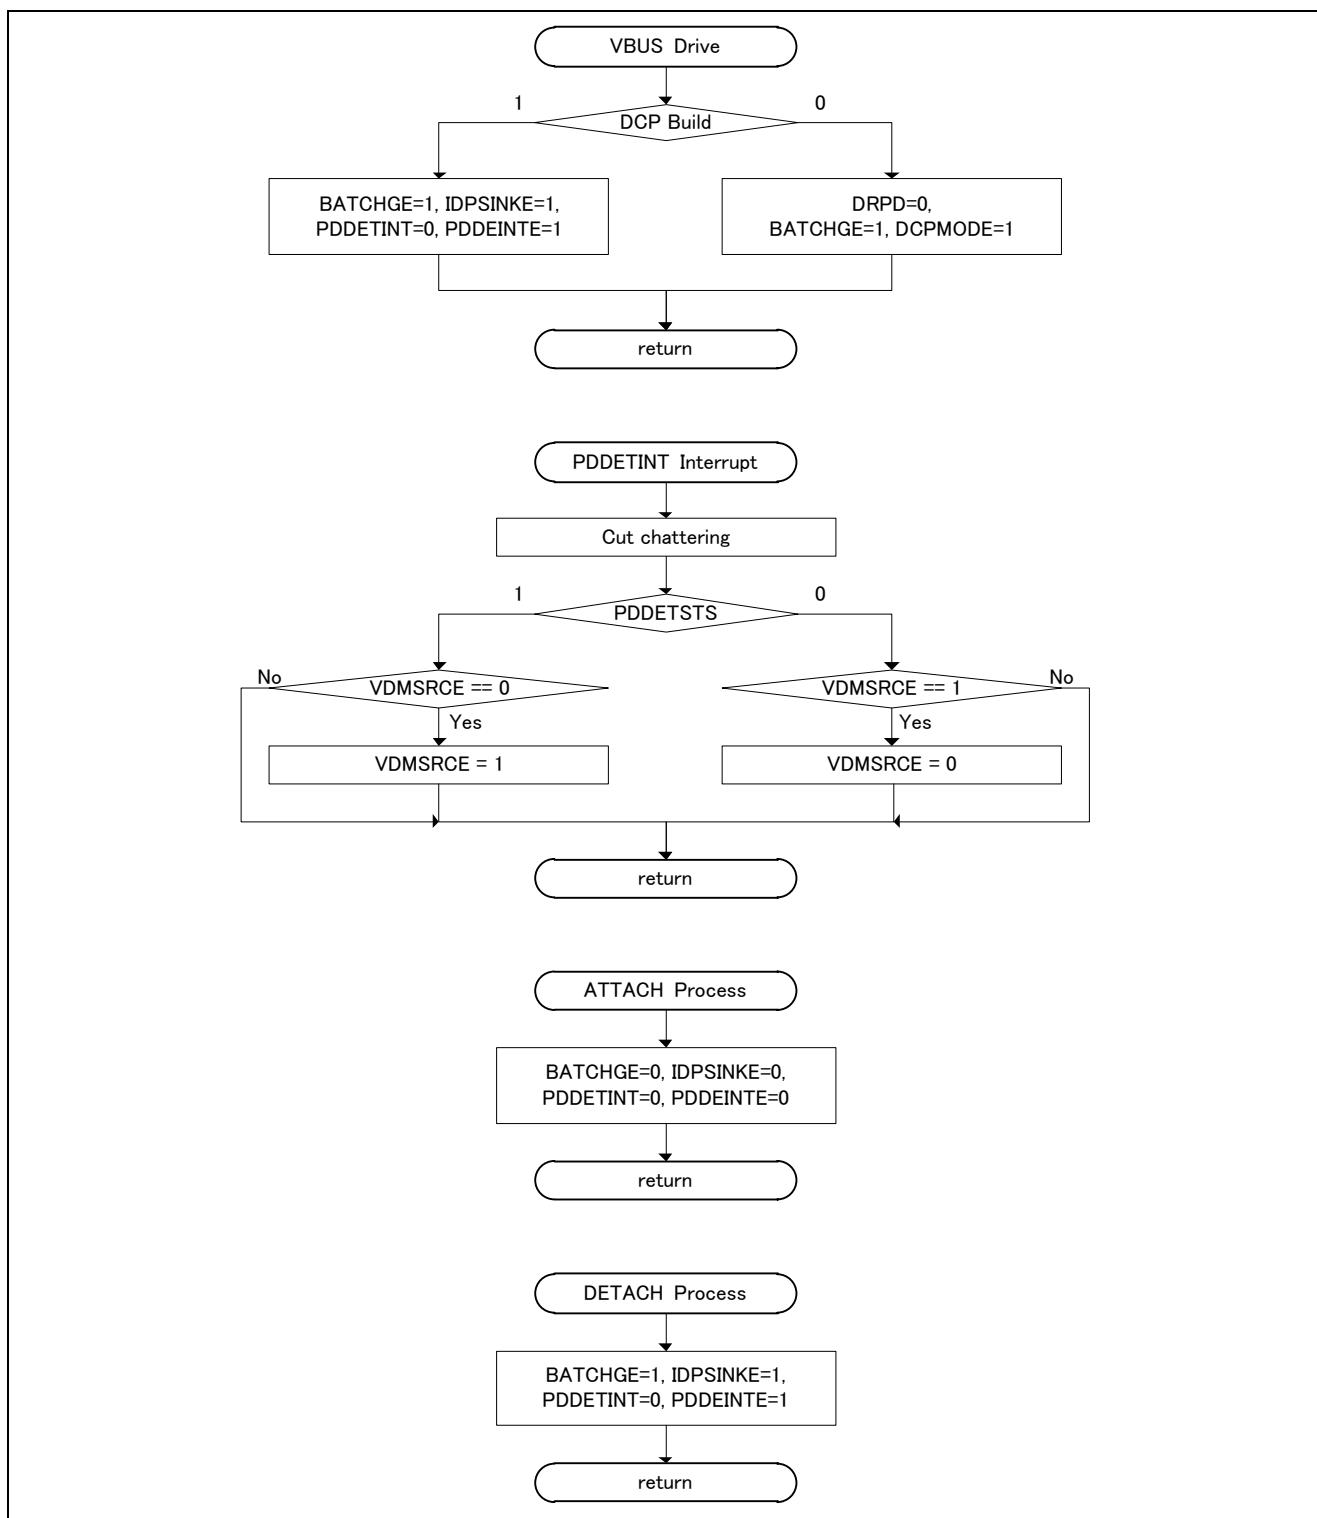 VBUS Drive
1 0
DCP Build
BATCHGE=1, IDPSINKE=1,
PDDETINT=0, PDDEINTE=1
DRPD=0,
BATCHGE=1, DCPMODE=1
return
PDDETINT Interrupt
Cut chattering
1 0
PDDETSTS
No
VDMSRCE == 0
VDMSRCE == 1
No
Yes
Yes
VDMSRCE = 1
VDMSRCE = 0
return
ATTACH Process
BATCHGE=0, IDPSINKE=0,
PDDETINT=0, PDDEINTE=0
return
DETACH Process
BATCHGE=1, IDPSINKE=1,
PDDETINT=0, PDDEINTE=1
return